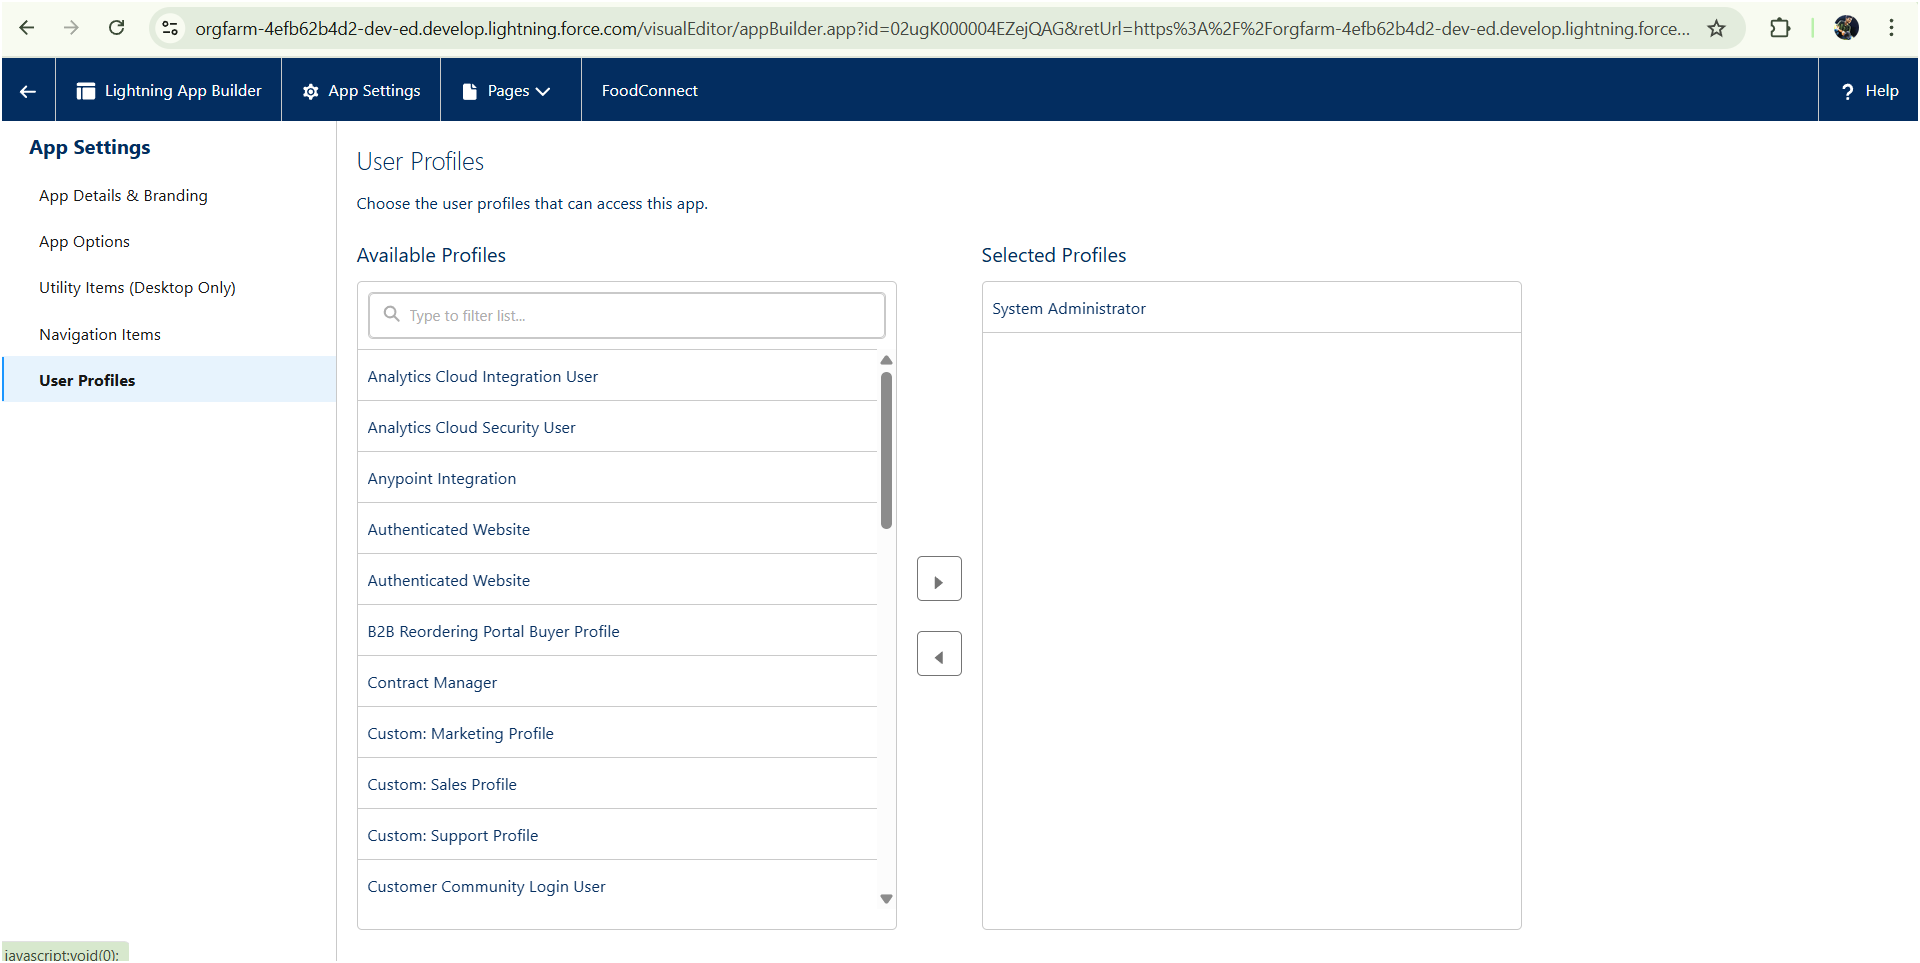 orgfarm-4efb62b4d2-dev-ed.develop.lightning.force.com/visualEditor/appBuilder.app?id=02ugK000004EZejQAG&retUrl=https%3A%2F%2Forgfarm-4efb62b4d2-dev-ed.develop.lightning.force...
Lightning App Builder App Settings Pages FoodConnect ? Help
App Settings
App Details & Branding
App Options
Utility Items (Desktop Only)
Navigation Items
User Profiles
User Profiles
Choose the user profiles that can access this app.
Available Profiles
Type to filter list...
Analytics Cloud Integration User
Analytics Cloud Security User
Anypoint Integration
Authenticated Website
Authenticated Website
B2B Reordering Portal Buyer Profile
Contract Manager
Custom: Marketing Profile
Custom: Sales Profile
Custom: Support Profile
Customer Community Login User
Selected Profiles
System Administrator
javascript:void(0);